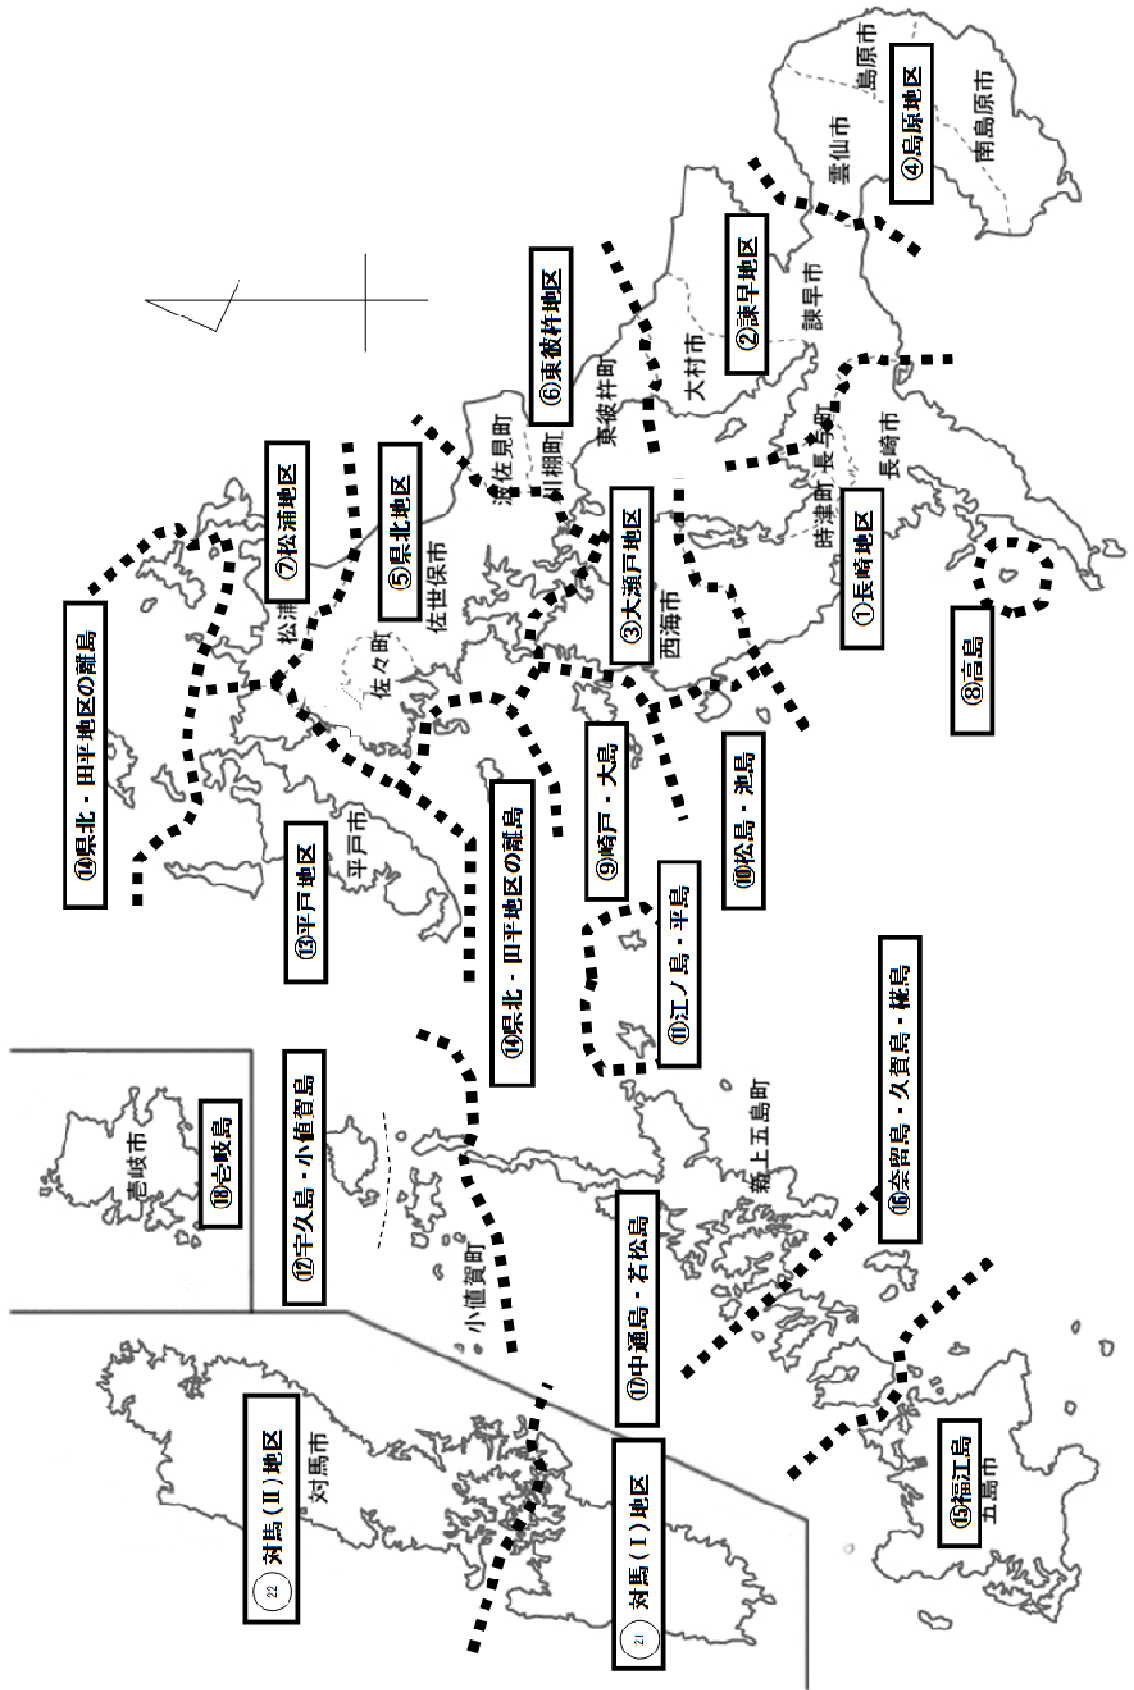 ㉒ 対馬(Ⅱ)地区
対馬市
㉑ 対馬(Ⅰ)地区
壱岐市
⑱壱岐島
⑫宇久島・小値賀島
小値賀町
⑰中通島・若松島
新上五島町
⑯奈留島・久賀島・椛島
⑮福江島
五島市
⑭県北・田平地区の離島
⑬平戸地区
平戸市
⑭県北・田平地区の離島
⑪江ノ島・平島
⑨崎戸・大島
⑩松島・池島
⑦松浦地区
松浦
⑤県北地区
佐々町
佐世保市
③大瀬戸地区
西海市
①長崎地区
⑧高島
⑥東彼杵地区
波佐見町
川棚町
東彼杵町
大村市
時津町
長与町
長崎市
②諫早地区
諫早市
雲仙市
島原市
④島原地区
南島原市